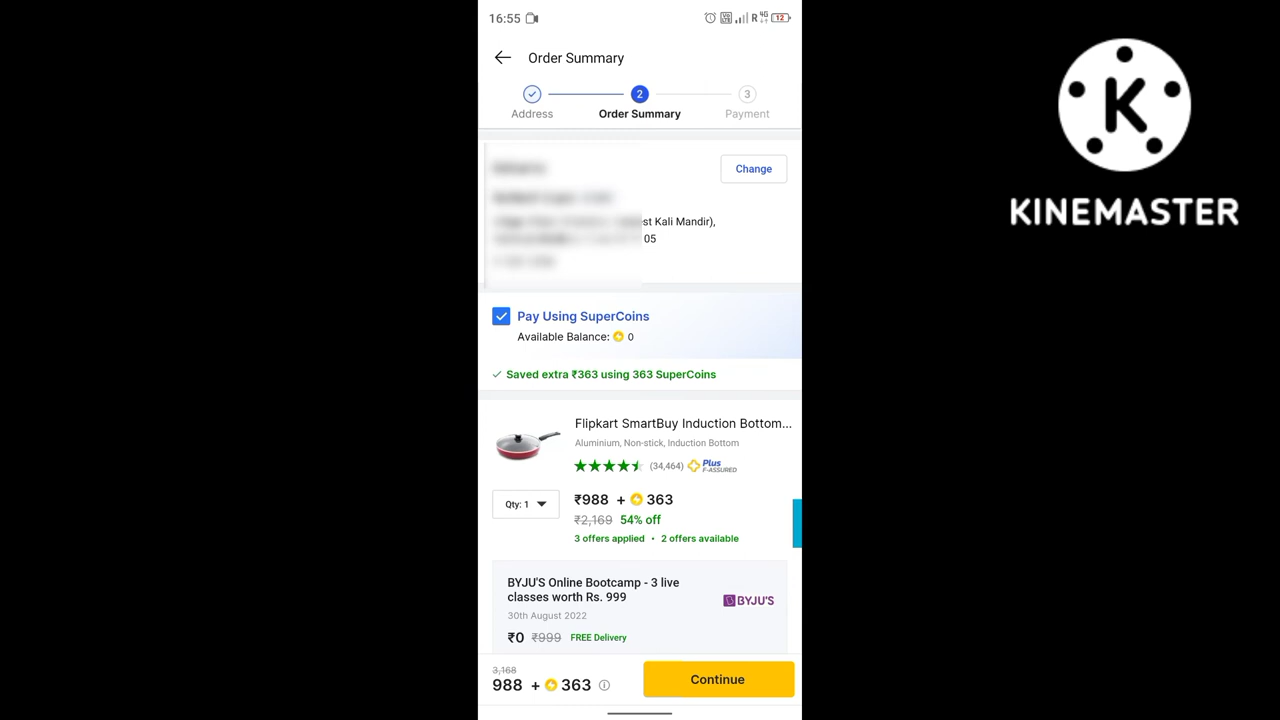 16:55
R 4G 12
Order Summary
2
3
Address
Order Summary
Payment
Change
st Kali Mandir),
05
Pay Using SuperCoins
Available Balance: 0
Saved extra ₹363 using 363 SuperCoins
Flipkart SmartBuy Induction Bottom...
Aluminium, Non-stick, Induction Bottom
(34,464) Plus
F-ASSURED
Qty: 1
₹988 + 363
₹2,169 54% off
3 offers applied • 2 offers available
BYJU'S Online Bootcamp - 3 live
classes worth Rs. 999
BYJU'S
30th August 2022
₹0 ₹999 FREE Delivery
3,168
988 + 363
Continue
K
KINEMASTER